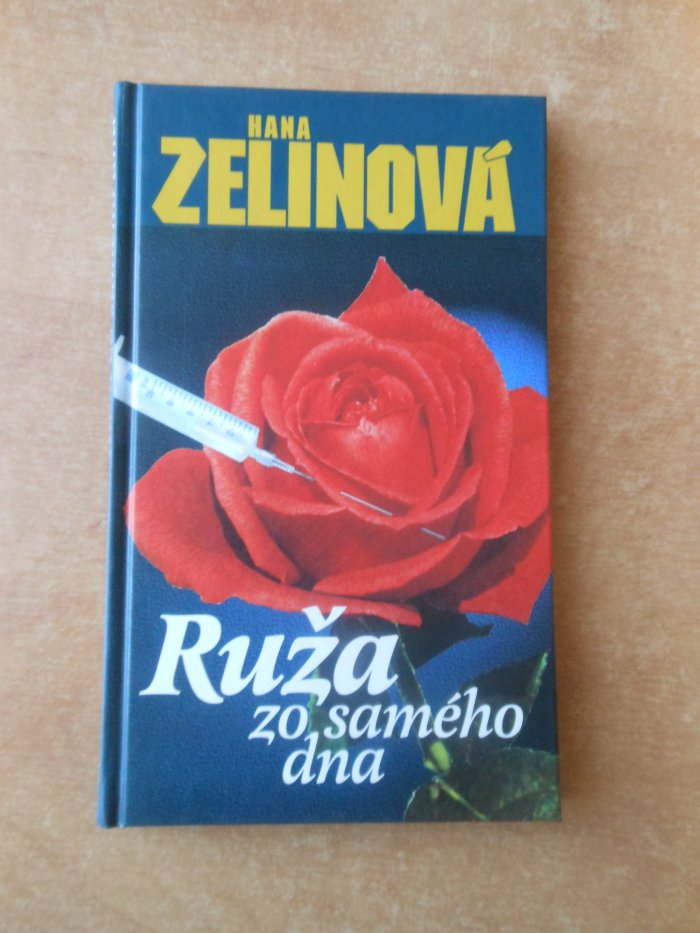 HANA
ZELINOVÁ
Ruža
zo samého
dna